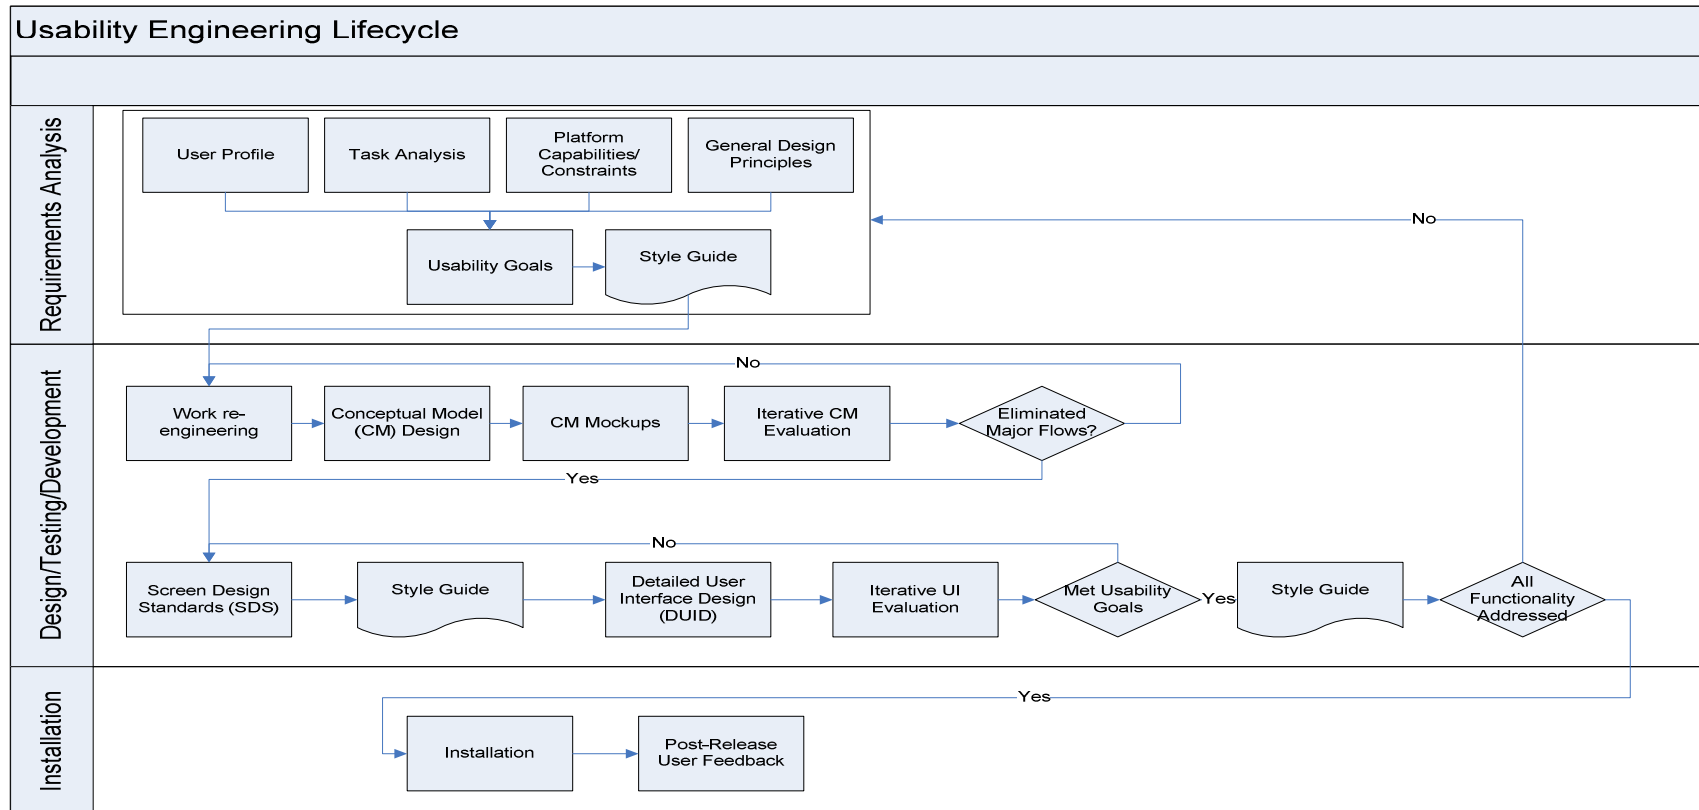 Usability Engineering Lifecycle
Requirements Analysis
User Profile
Task Analysis
Platform
Capabilities/
Constraints
General Design
Principles
No
Usability Goals
Style Guide
Design/Testing/Development
No
Work re-
engineering
Conceptual Model
(CM) Design
CM Mockups
Iterative CM
Evaluation
Eliminated
Major Flows?
Yes
No
Screen Design
Standards (SDS)
Style Guide
Detailed User
Interface Design
(DUID)
Iterative UI
Evaluation
Met Usability
Goals
Yes
Style Guide
All
Functionality
Addressed
Installation
Yes
Installation
Post-Release
User Feedback